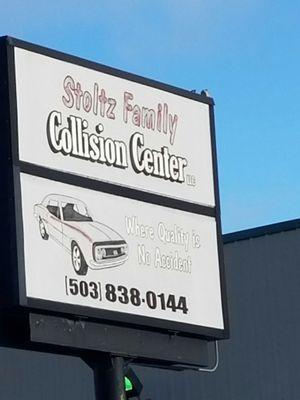 Stoltz Family
Collision Center LLC
Where Quality is
No Accident
(503) 838-0144